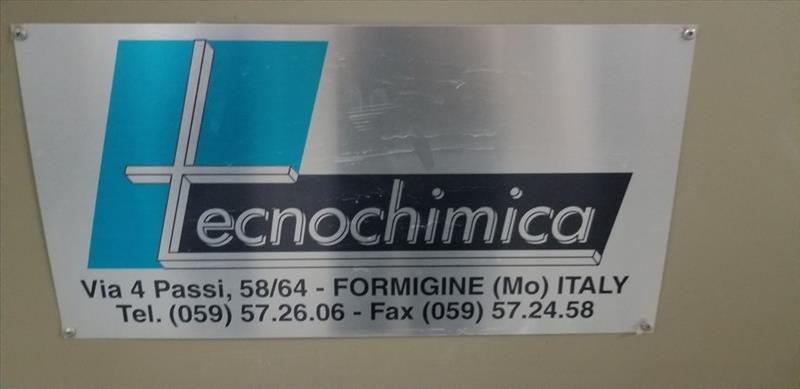 tecnochimica
Via 4 Passi, 58/64 - FORMIGINE (Mo) ITALY
Tel. (059) 57.26.06 - Fax (059) 57.24.58